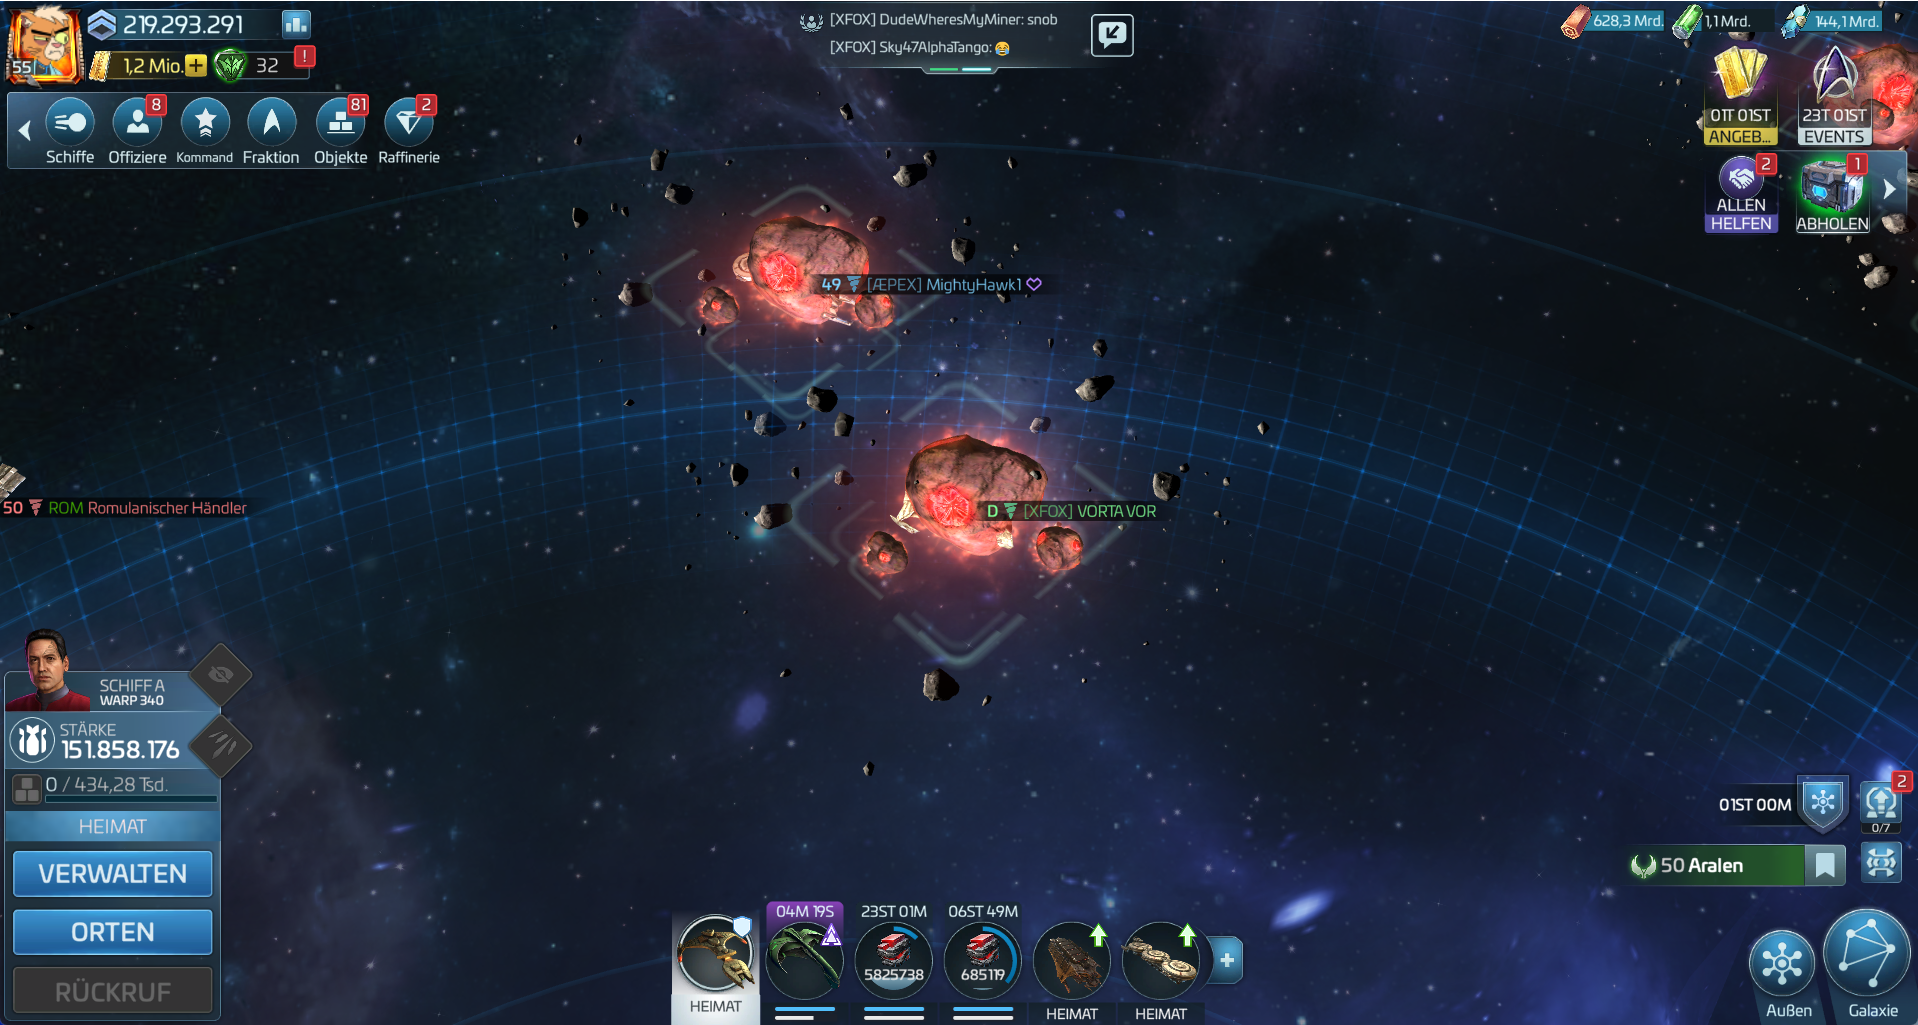 219.293.291
55
1,2 Mio.
32
!
Schiffe
8
Offiziere
Kommand
Fraktion
81
Objekte
2
Raffinerie
[XFOX] DudeWheresMyMiner: snob
[XFOX] Sky47AlphaTango: 😂
628,3 Mrd.
1,1 Mrd.
144,1 Mrd.
01T 01ST
ANGEB...
23T 01ST
EVENTS
2
ALLEN
HELFEN
1
ABHOLEN
49 [ÆPEX] MightyHawk1
50 ROM Romulanischer Händler
D [XFOX] VORTA VOR
SCHIFF A
WARP 340
STÄRKE
151.858.176
0 / 434,28 Tsd.
HEIMAT
VERWALTEN
ORTEN
RÜCKRUF
HEIMAT
04M 19S
23ST 01M
5825738
06ST 49M
685119
HEIMAT
HEIMAT
01ST 00M
2
0/7
50 Aralen
Außen
Galaxie